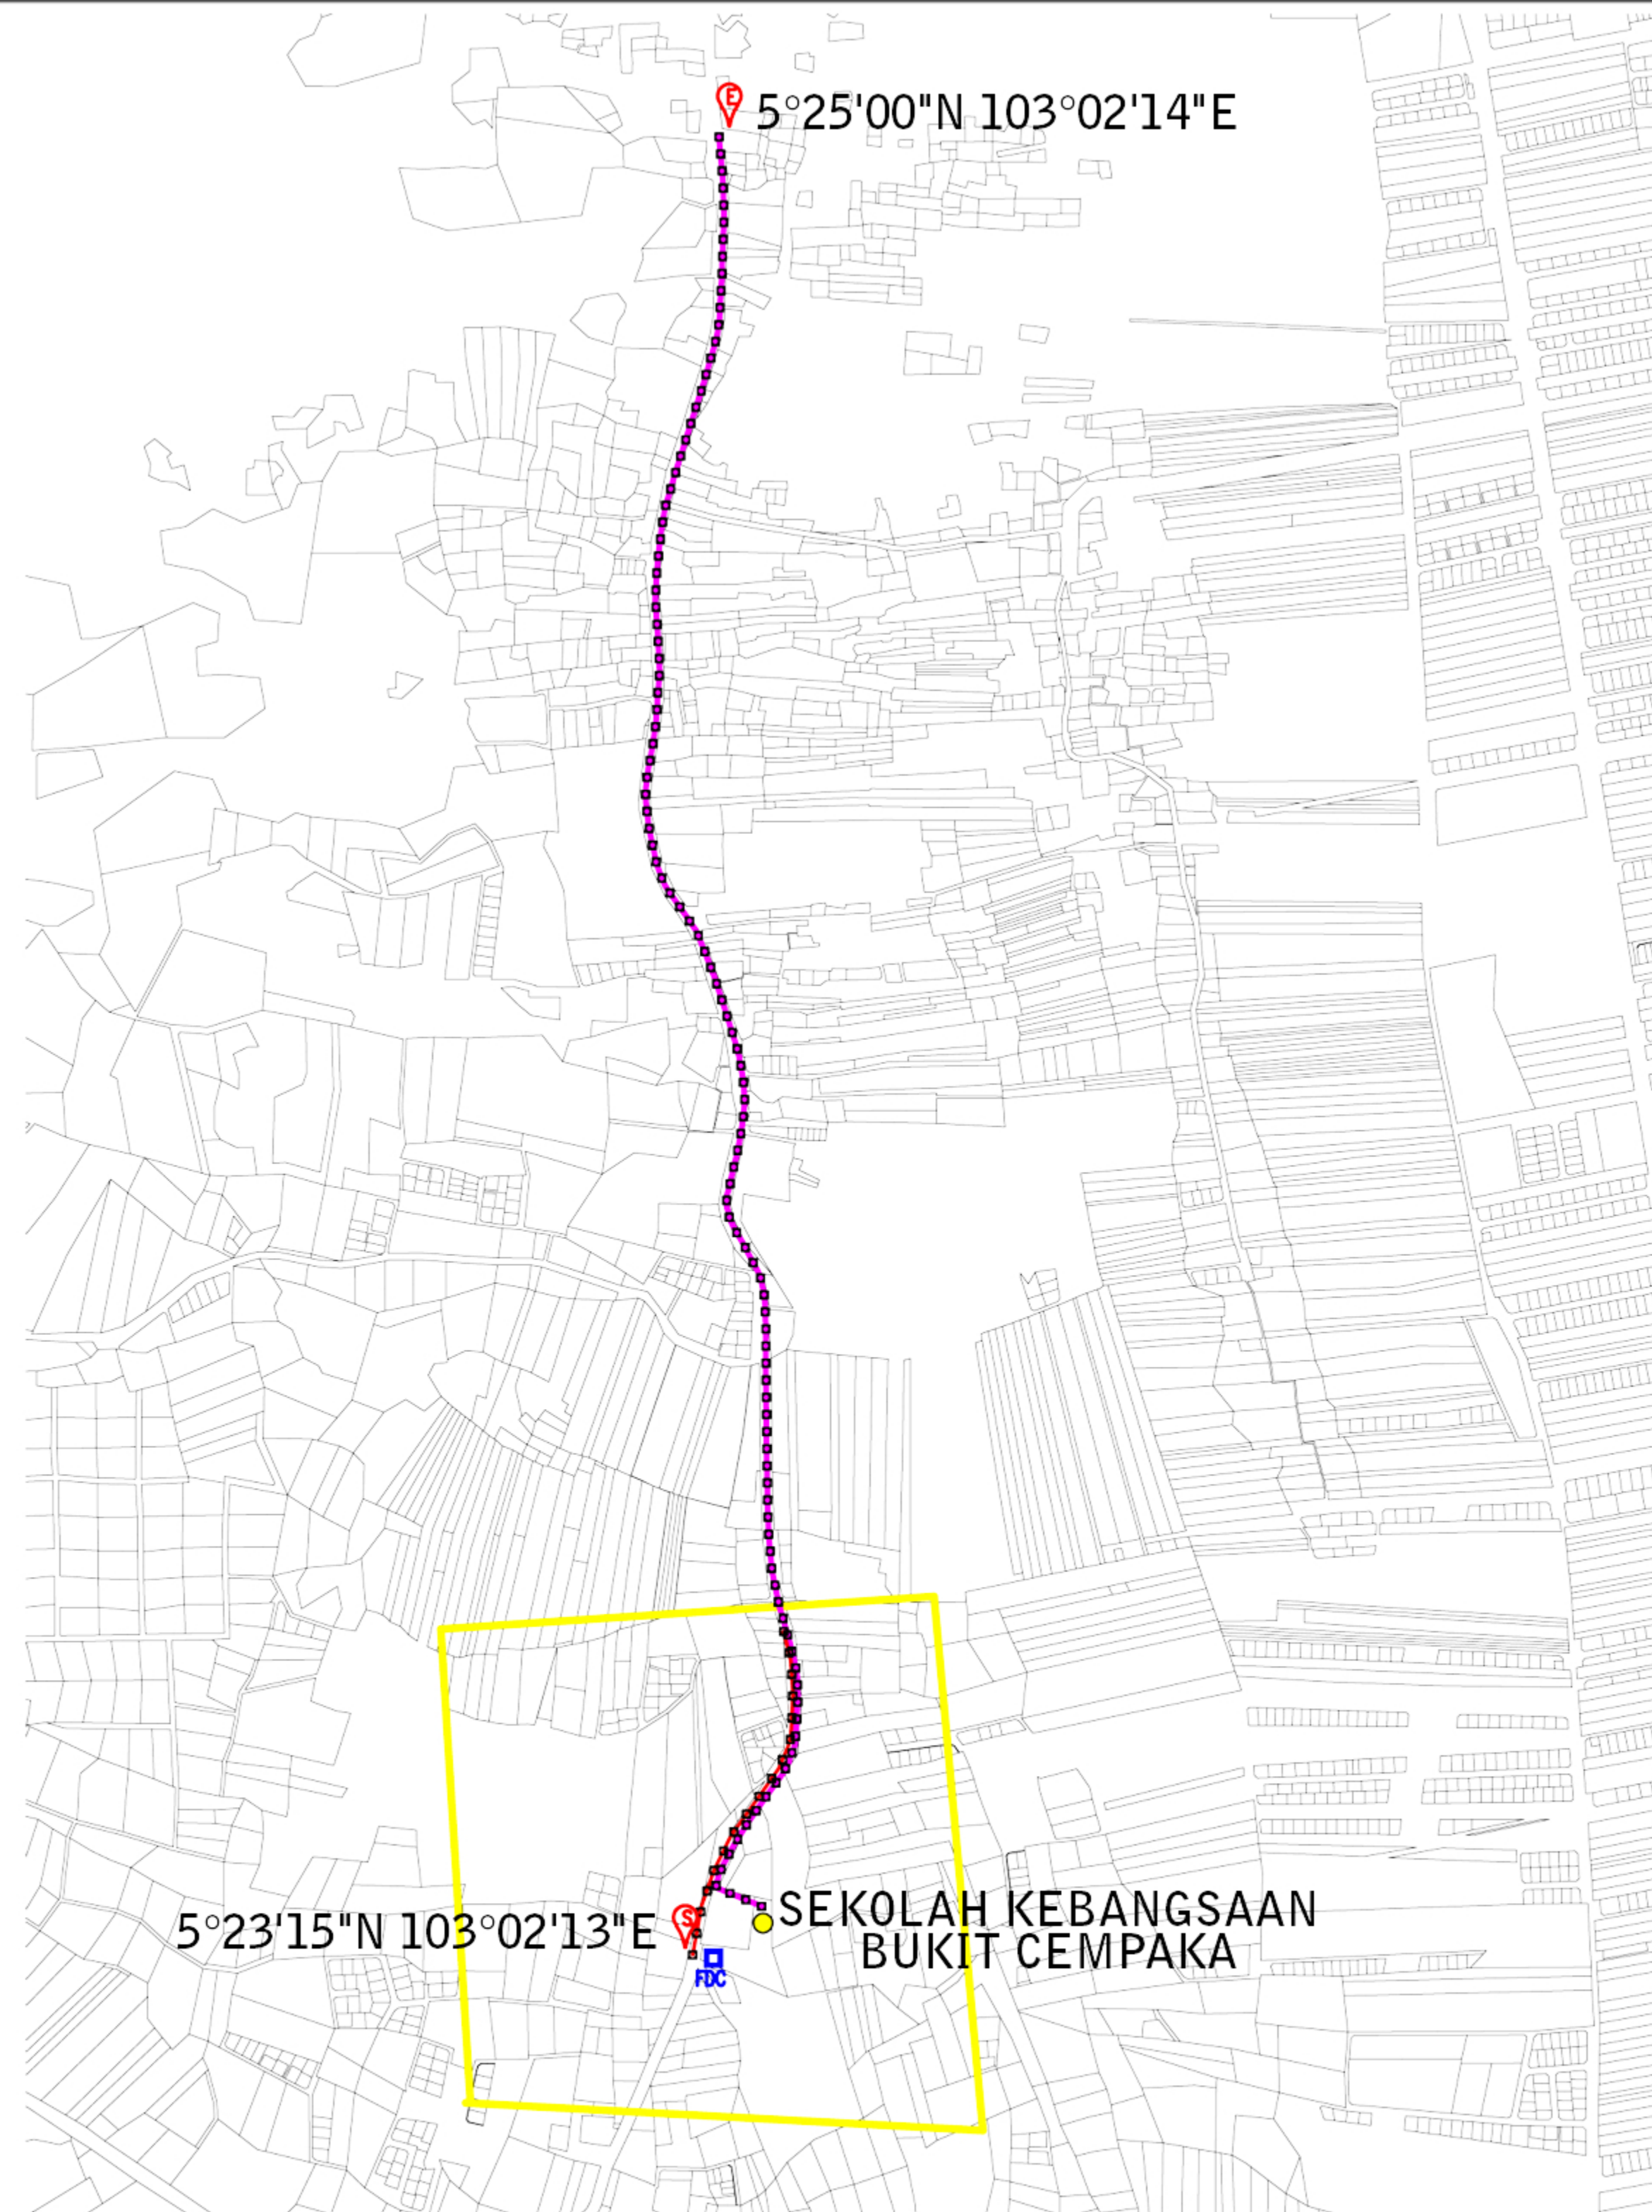 E
5°25'00"N 103°02'14"E
SEKOLAH KEBANGSAAN
5°23'15"N 103°02'13"E
S
BUKIT CEMPAKA
FDC